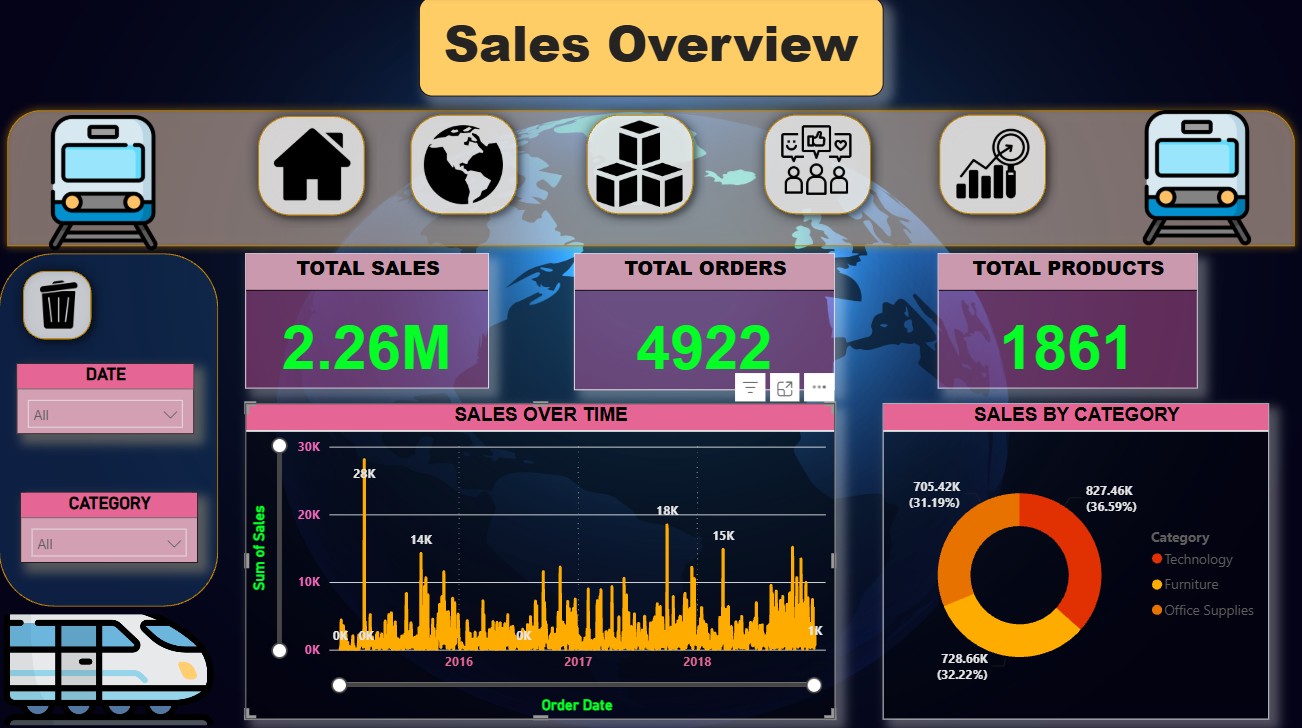 Sales Overview
TOTAL SALES
2.26M
TOTAL ORDERS
4922
TOTAL PRODUCTS
1861
DATE
All
CATEGORY
All
SALES OVER TIME
Sum of Sales
30K
20K
10K
0K
28K
14K
18K
15K
0K
0K
0K
1K
2016
2017
2018
Order Date
SALES BY CATEGORY
705.42K
(31.19%)
827.46K
(36.59%)
728.66K
(32.22%)
Category
Technology
Furniture
Office Supplies